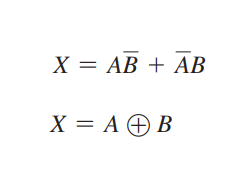 X = AB̅ + A̅B
X = A ⊕ B